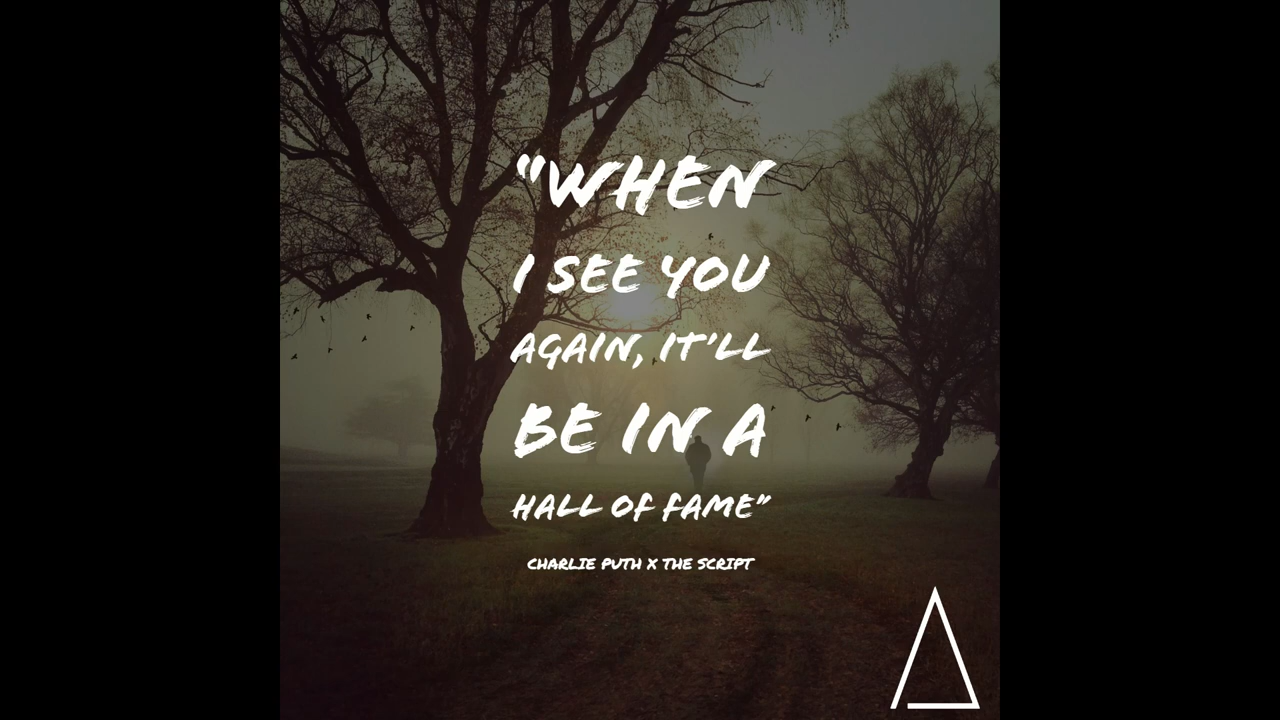 "WHEN
I SEE YOU
AGAIN, IT'LL
BE IN A
HALL OF FAME"
CHARLIE PUTH X THE SCRIPT